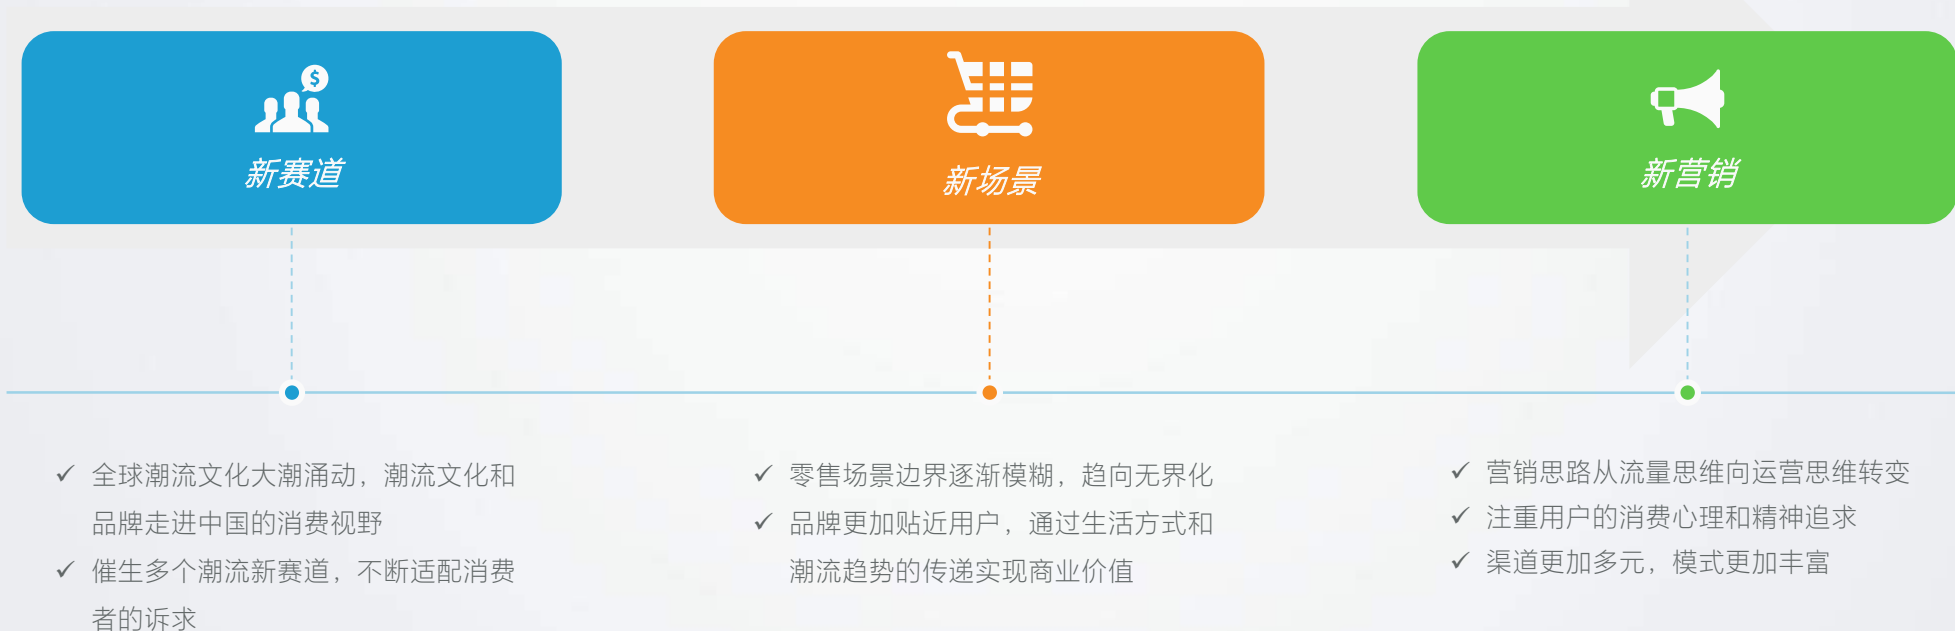 $
新赛道
新场景
新营销
✓ 全球潮流文化大潮涌动，潮流文化和
品牌走进中国的消费视野
✓ 催生多个潮流新赛道，不断适配消费
者的诉求
✓ 零售场景边界逐渐模糊，趋向无界化
✓ 品牌更加贴近用户，通过生活方式和
潮流趋势的传递实现商业价值
✓ 营销思路从流量思维向运营思维转变
✓ 注重用户的消费心理和精神追求
✓ 渠道更加多元，模式更加丰富